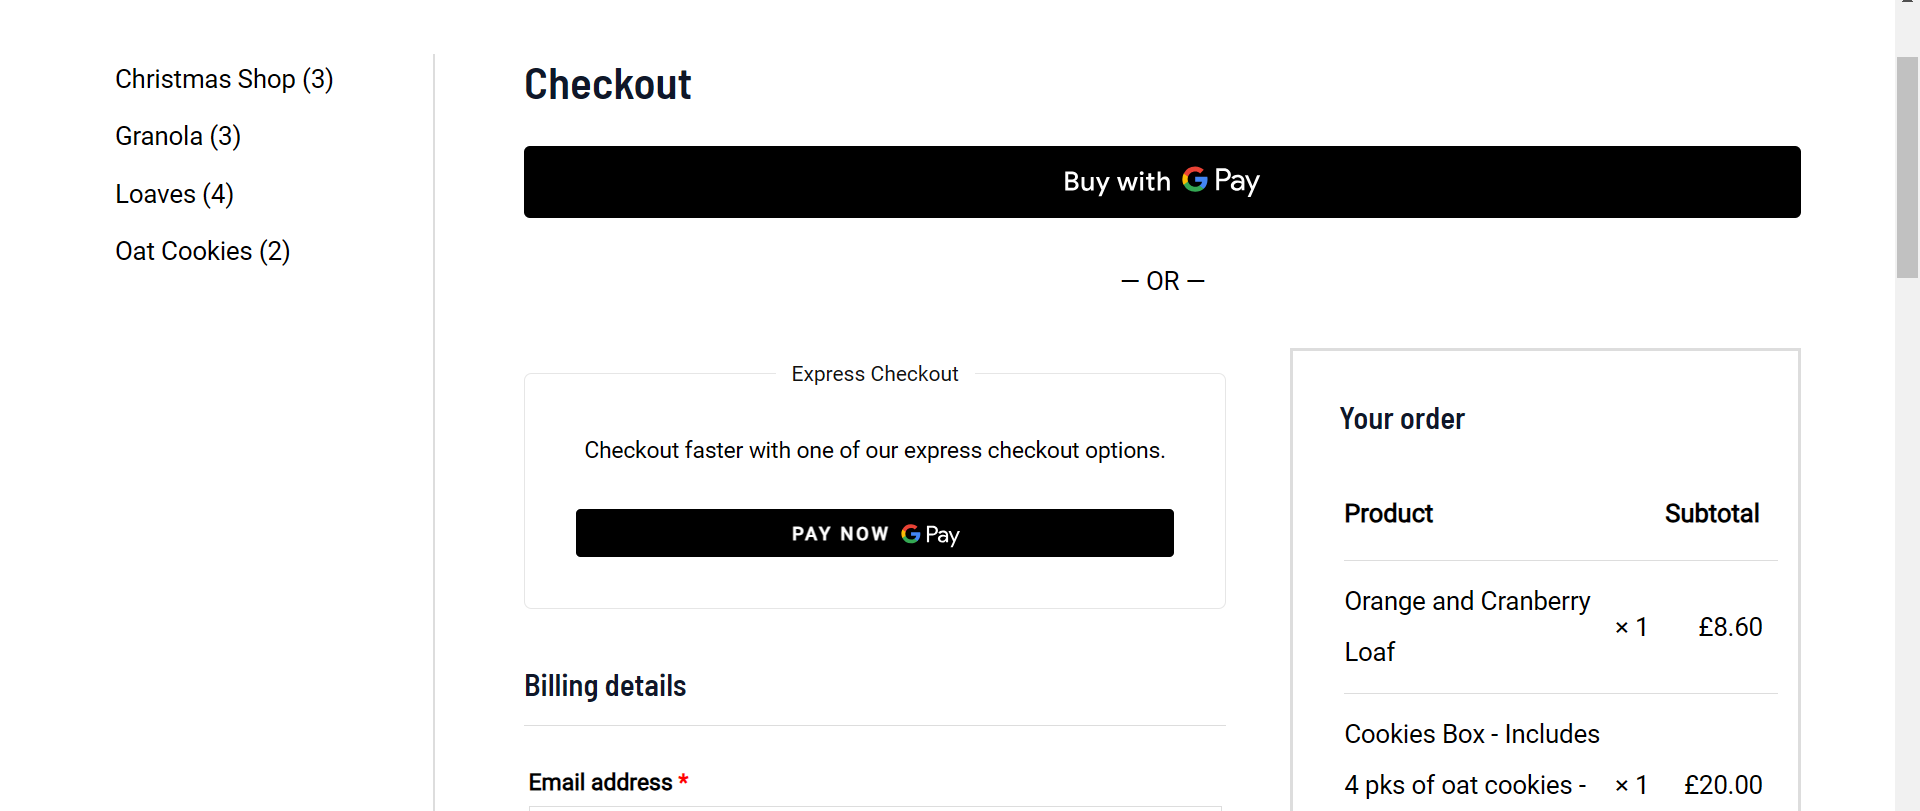 Christmas Shop (3)
Granola (3)
Loaves (4)
Oat Cookies (2)
Checkout
Buy with G Pay
— OR —
Express Checkout
Checkout faster with one of our express checkout options.
PAY NOW G Pay
Billing details
Email address *
Your order
Product Subtotal
Orange and Cranberry
Loaf × 1 £8.60
Cookies Box - Includes
4 pks of oat cookies - × 1 £20.00